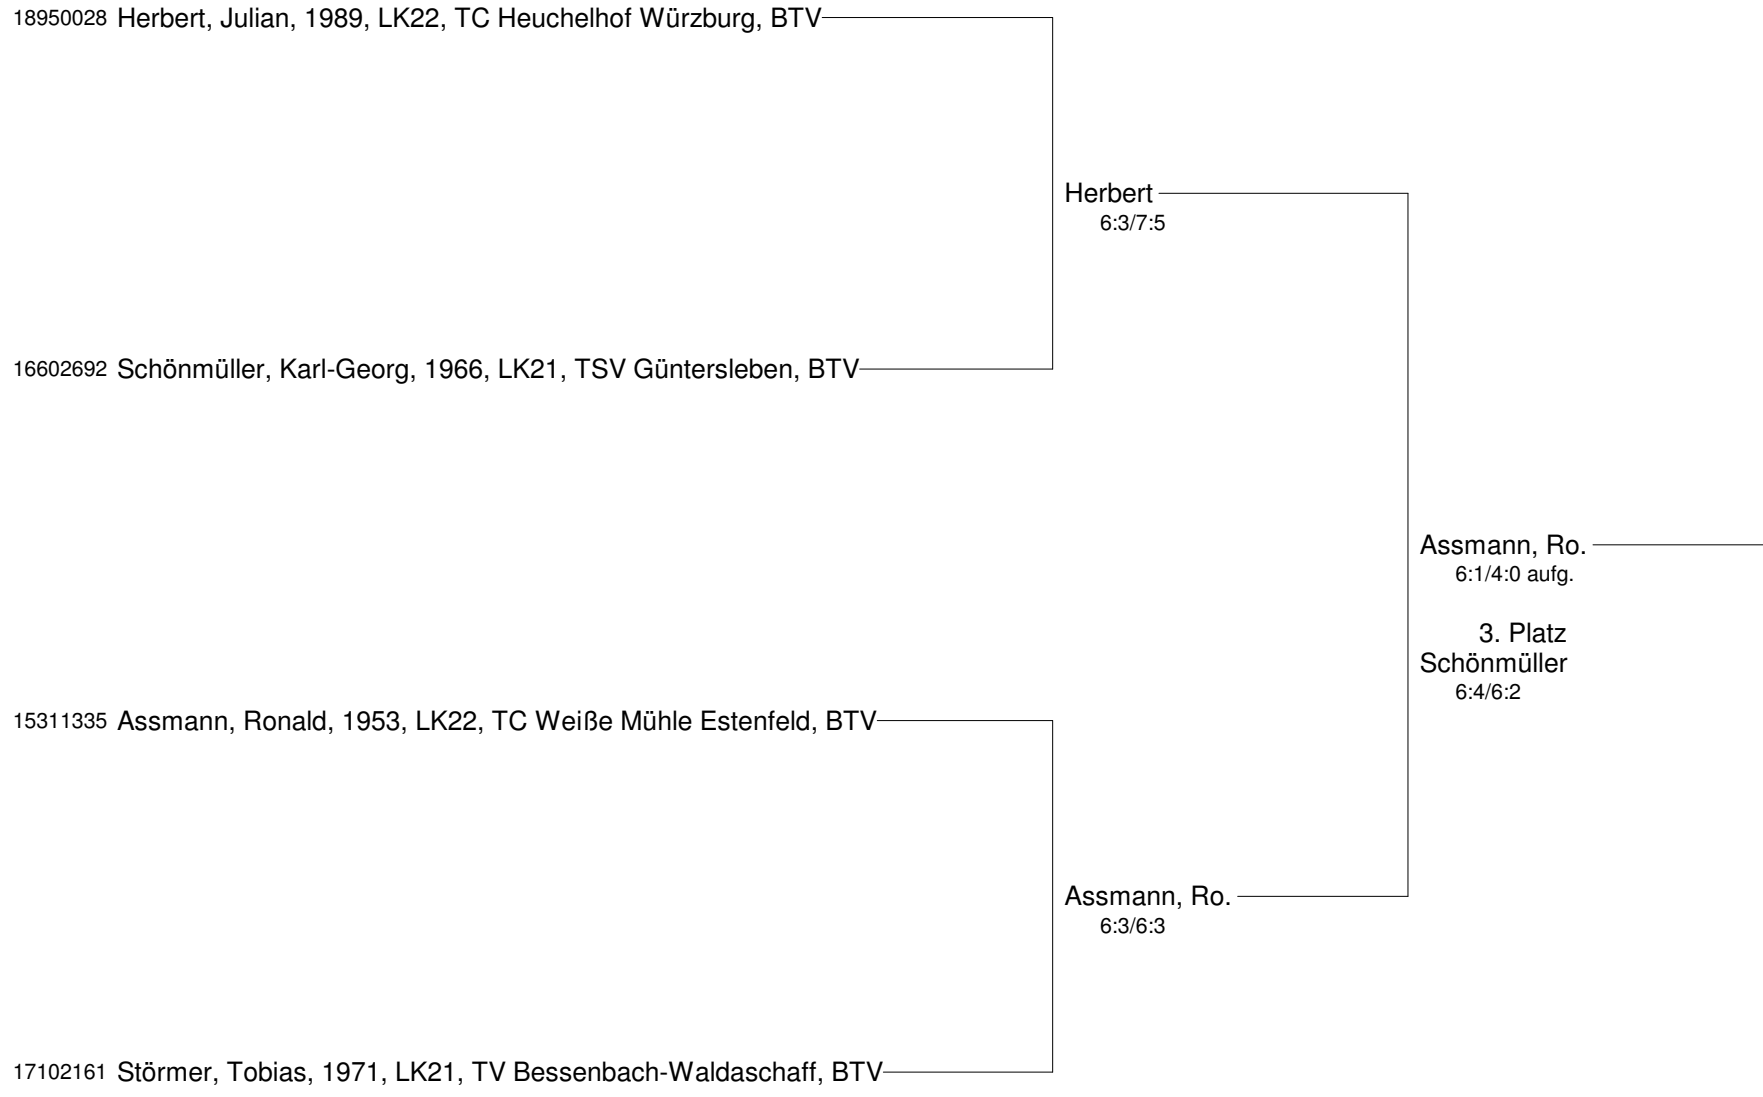 18950028 Herbert, Julian, 1989, LK22, TC Heuchelhof Würzburg, BTV
Herbert
6:3/7:5
16602692 Schönmüller, Karl-Georg, 1966, LK21, TSV Güntersleben, BTV
Assmann, Ro.
6:1/4:0 aufg.
3. Platz
Schönmüller
6:4/6:2
15311335 Assmann, Ronald, 1953, LK22, TC Weiße Mühle Estenfeld, BTV
Assmann, Ro.
6:3/6:3
17102161 Störmer, Tobias, 1971, LK21, TV Bessenbach-Waldaschaff, BTV